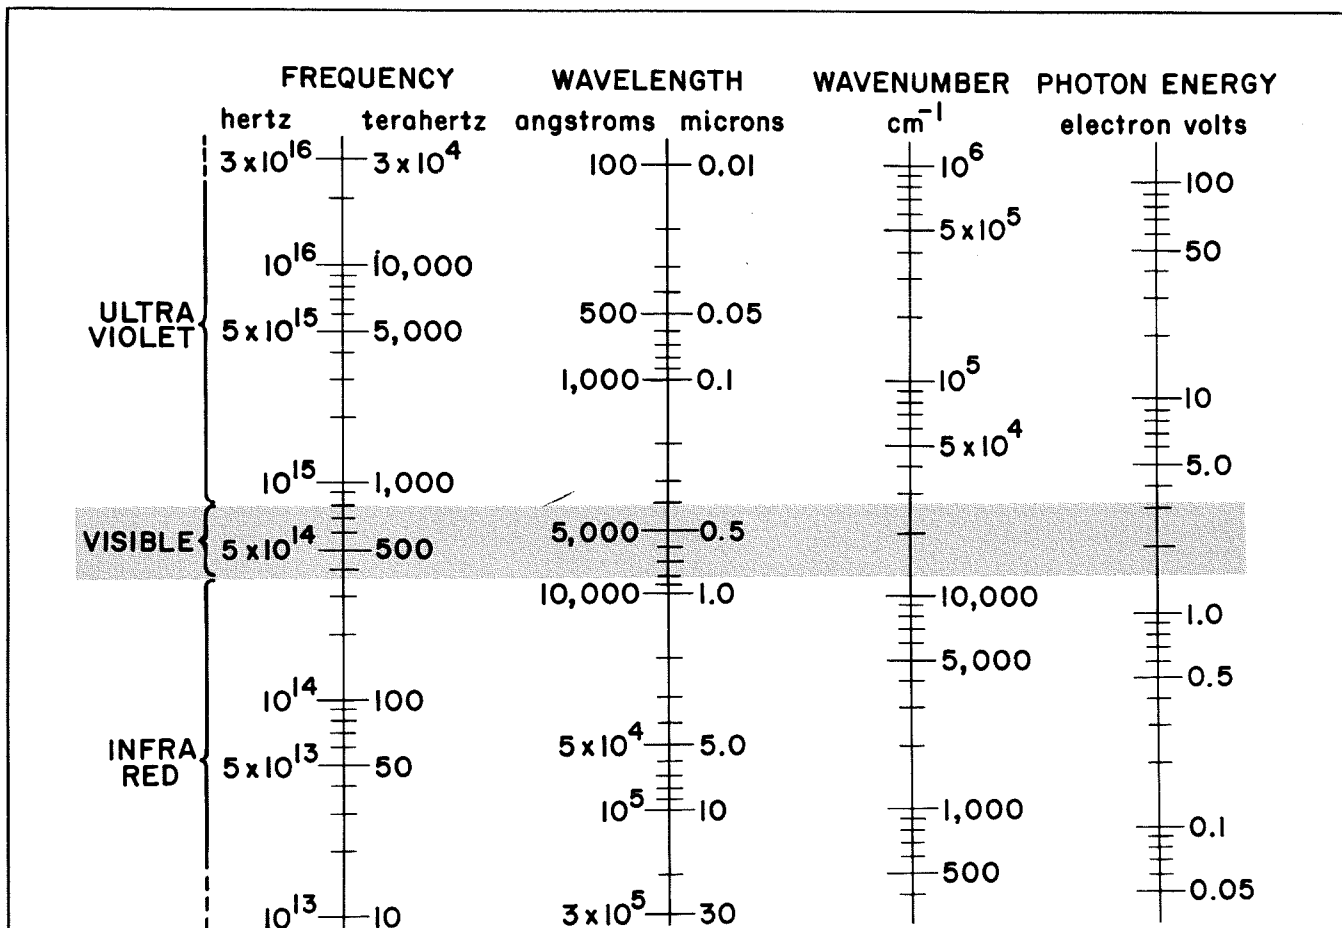 FREQUENCY WAVELENGTH WAVENUMBER PHOTON ENERGY
hertz terahertz angstroms microns cm⁻¹ electron volts
3 x 10¹⁶ 3 x 10⁴ 100 0.01 10⁶ 100
5 x 10⁵ 50
10¹⁶ 10,000
ULTRA
VIOLET
5 x 10¹⁵ 5,000 500 0.05
1,000 0.1 10⁵ 10
5 x 10⁴ 5.0
10¹⁵ 1,000
VISIBLE 5 x 10¹⁴ 500 5,000 0.5
10,000 1.0 10,000 1.0
5,000 0.5
10¹⁴ 100
INFRA
RED
5 x 10¹³ 50 5 x 10⁴ 5.0
10⁵ 10 1,000 0.1
500 0.05
10¹³ 10 3 x 10⁵ 30